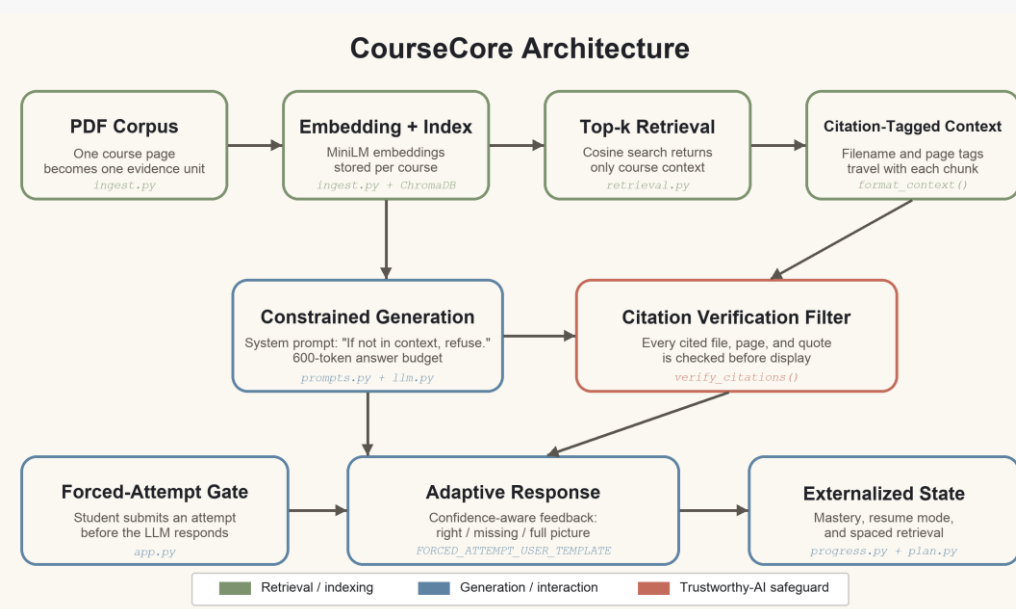 CourseCore Architecture
PDF Corpus
One course page
becomes one evidence unit
ingest.py
Embedding + Index
MiniLM embeddings
stored per course
ingest.py + ChromaDB
Top-k Retrieval
Cosine search returns
only course context
retrieval.py
Citation-Tagged Context
Filename and page tags
travel with each chunk
format_context()
Constrained Generation
System prompt: "If not in context, refuse."
600-token answer budget
prompts.py + llm.py
Citation Verification Filter
Every cited file, page, and quote
is checked before display
verify_citations()
Forced-Attempt Gate
Student submits an attempt
before the LLM responds
app.py
Adaptive Response
Confidence-aware feedback:
right / missing / full picture
FORCED_ATTEMPT_USER_TEMPLATE
Externalized State
Mastery, resume mode,
and spaced retrieval
progress.py + plan.py
Retrieval / indexing
Generation / interaction
Trustworthy-AI safeguard